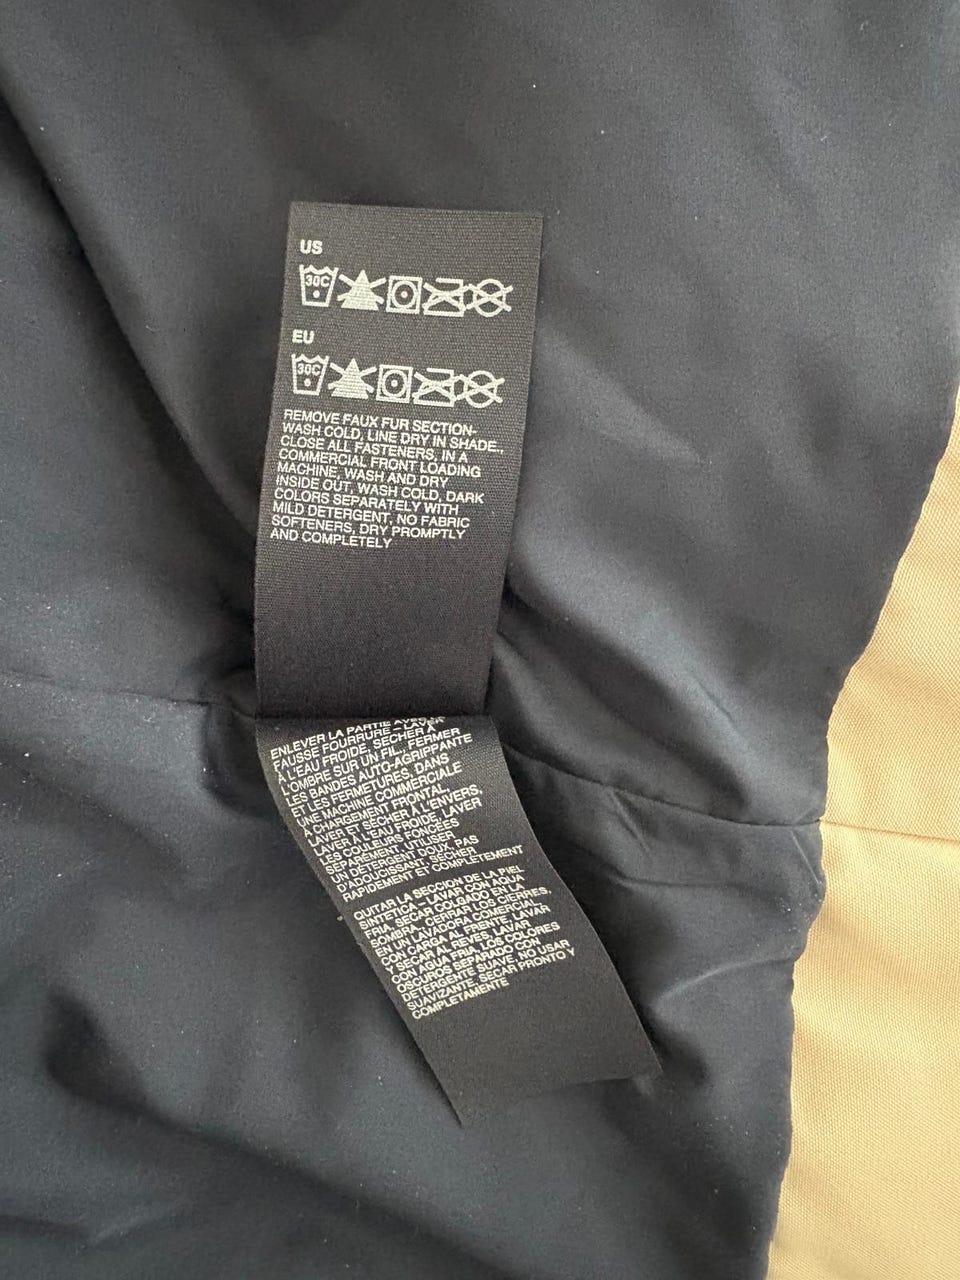 US
30C
EU
30C
REMOVE FAUX FUR SECTION-
WASH COLD, LINE DRY IN SHADE.,
CLOSE ALL FASTENERS, IN A
COMMERCIAL FRONT LOADING
MACHINE, WASH AND DRY
INSIDE OUT, WASH COLD, DARK
COLORS SEPARATELY WITH
MILD DETERGENT, NO FABRIC
SOFTENERS, DRY PROMPTLY
AND COMPLETELY
ENLEVER LA PARTIE AVEC
FAUSSE FOURRURE – LAVER
À L'EAU FROIDE, SÉCHER À
L'OMBRE SUR UN FIL., FERMER
LES BANDES AUTO-AGRIPPANTE
ET LES FERMETURES, DANS
UNE MACHINE COMMERCIALE
À CHARGEMENT FRONTAL,
LAVER ET SÉCHER À L'ENVERS,
LAVER À L'EAU FROIDE, LAVER
LES COULEURS FONCÉES
SÉPARÉMENT, UTILISER
UN DÉTERGENT DOUX, PAS
D'ADOUCISSANT, SÉCHER
RAPIDEMENT ET COMPLÈTEMENT
QUITAR LA SECCIÓN DE LA PIEL
SINTÉTICA – LAVAR CON AGUA
FRIA, SECAR COLGADO EN LA
SOMBRA., CERRAR LOS CIERRES,
EN UN LAVADORA COMERCIAL
CON CARGA AL FRENTE, LAVAR
Y SECAR AL REVÉS, LAVAR
CON AGUA FRIA, LOS COLORES
OSCUROS SEPARADO CON
DETERGENTE SUAVE, NO USAR
SUAVIZANTE, SECAR PRONTO Y
COMPLETAMENTE